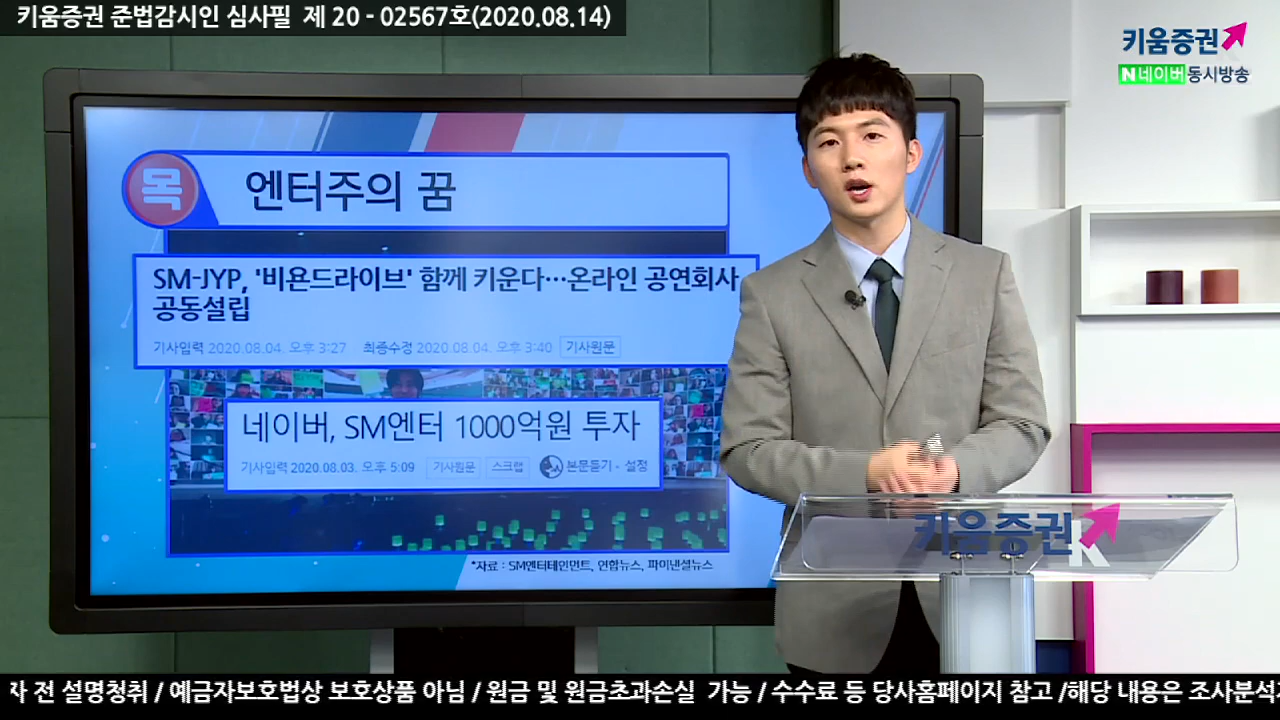 키움증권 준법감시인 심사필 제 20 - 02567호(2020.08.14)
키움증권
N 네이버 동시방송
목 엔터주의 꿈
SM-JYP, '비욘드라이브' 함께 키운다…온라인 공연회사
공동설립
기사입력 2020.08.04. 오후 3:27 최종수정 2020.08.04. 오후 3:40 기사원문
네이버, SM엔터 1000억원 투자
기사입력 2020.08.03. 오후 5:09 기사원문 스크랩 본문듣기 · 설정
*자료 : SM엔터테인먼트, 연합뉴스, 파이낸셜뉴스
키움증권
자 전 설명청취 / 예금자보호법상 보호상품 아님 / 원금 및 원금초과손실 가능 / 수수료 등 당사홈페이지 참고 /해당 내용은 조사분석